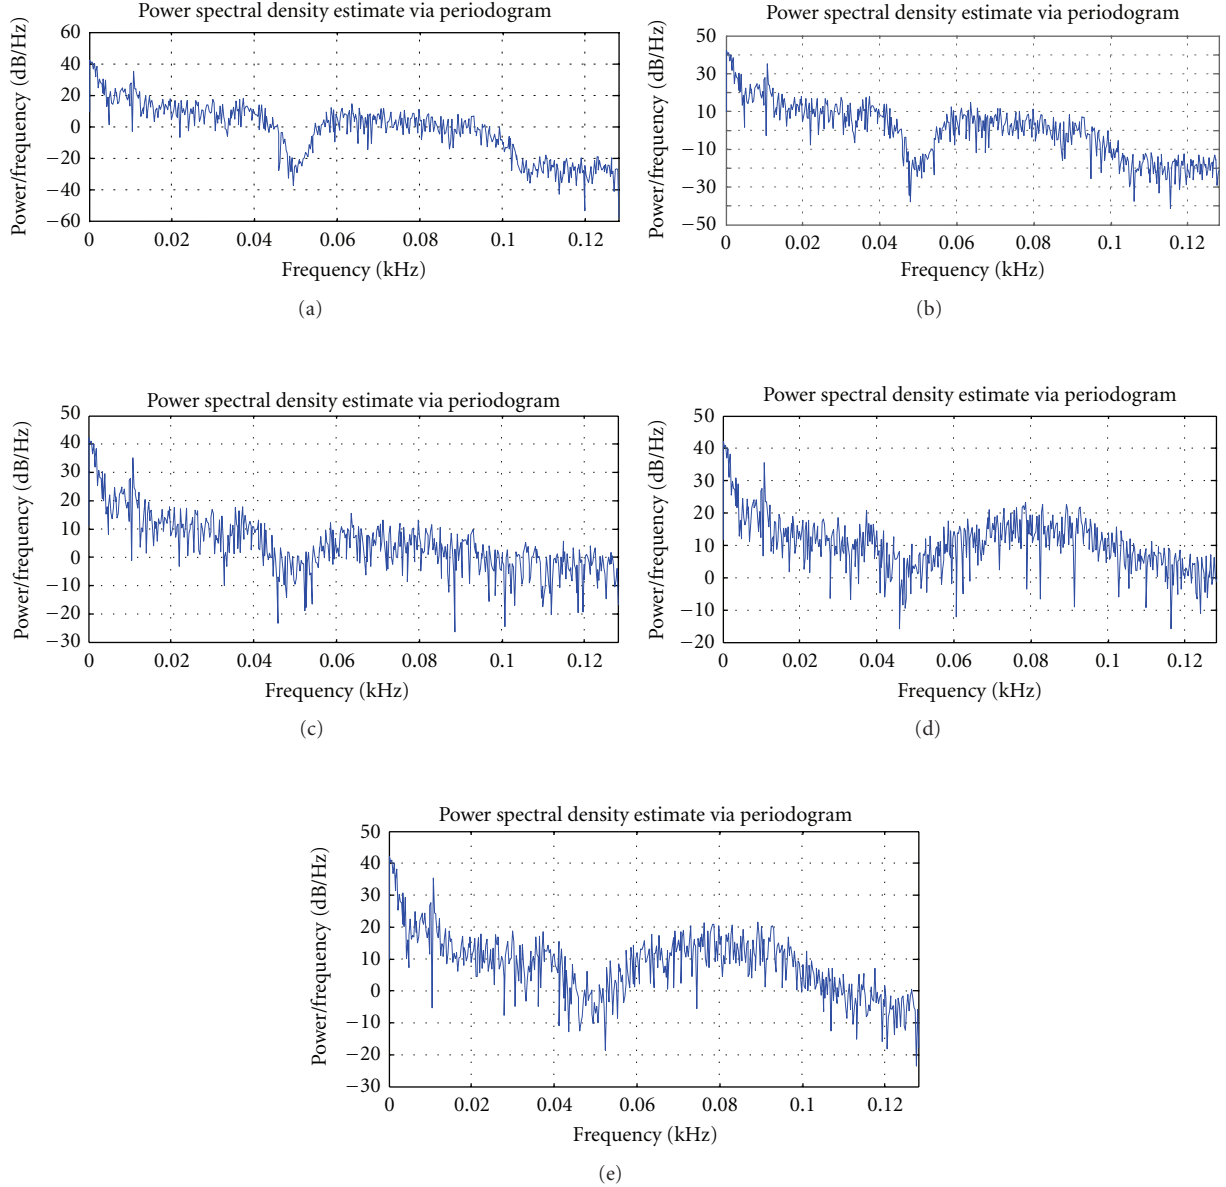 Power spectral density estimate via periodogram
Power/frequency (dB/Hz)
60
40
20
0
−20
−40
−60
0 0.02 0.04 0.06 0.08 0.1 0.12
Frequency (kHz)
(a)
Power spectral density estimate via periodogram
Power/frequency (dB/Hz)
50
30
10
−10
−30
−50
0 0.02 0.04 0.06 0.08 0.1 0.12
Frequency (kHz)
(b)
Power spectral density estimate via periodogram
Power/frequency (dB/Hz)
50
40
30
20
10
0
−10
−20
−30
0 0.02 0.04 0.06 0.08 0.1 0.12
Frequency (kHz)
(c)
Power spectral density estimate via periodogram
Power/frequency (dB/Hz)
50
40
30
20
10
0
−10
−20
0 0.02 0.04 0.06 0.08 0.1 0.12
Frequency (kHz)
(d)
Power spectral density estimate via periodogram
Power/frequency (dB/Hz)
50
40
30
20
10
0
−10
−20
−30
0 0.02 0.04 0.06 0.08 0.1 0.12
Frequency (kHz)
(e)